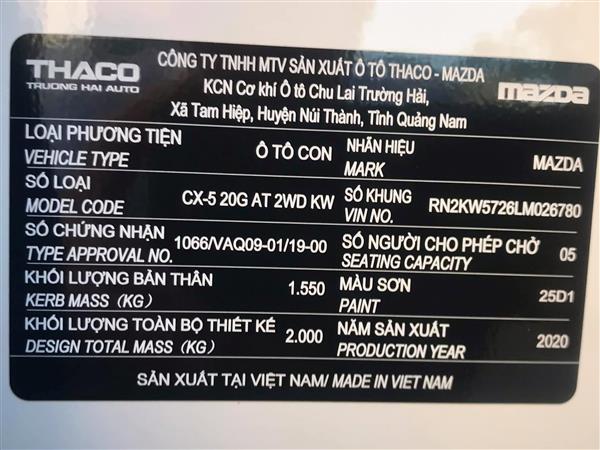 THACO
TRUONG HAI AUTO
CÔNG TY TNHH MTV SẢN XUẤT Ô TÔ THACO - MAZDA
KCN Cơ khí Ô tô Chu Lai Trường Hải,
Xã Tam Hiệp, Huyện Núi Thành, Tỉnh Quảng Nam
mazda
LOẠI PHƯƠNG TIỆN
VEHICLE TYPE
Ô TÔ CON
NHÃN HIỆU
MARK
MAZDA
SỐ LOẠI
MODEL CODE
CX-5 20G AT 2WD KW
SỐ KHUNG
VIN NO.
RN2KW5726LM026780
SỐ CHỨNG NHẬN
TYPE APPROVAL NO.
1066/VAQ09-01/19-00
SỐ NGƯỜI CHO PHÉP CHỞ
SEATING CAPACITY
05
KHỐI LƯỢNG BẢN THÂN
KERB MASS (KG)
1.550
MÀU SƠN
PAINT
25D1
KHỐI LƯỢNG TOÀN BỘ THIẾT KẾ
DESIGN TOTAL MASS (KG)
2.000
NĂM SẢN XUẤT
PRODUCTION YEAR
2020
SẢN XUẤT TẠI VIỆT NAM/ MADE IN VIET NAM